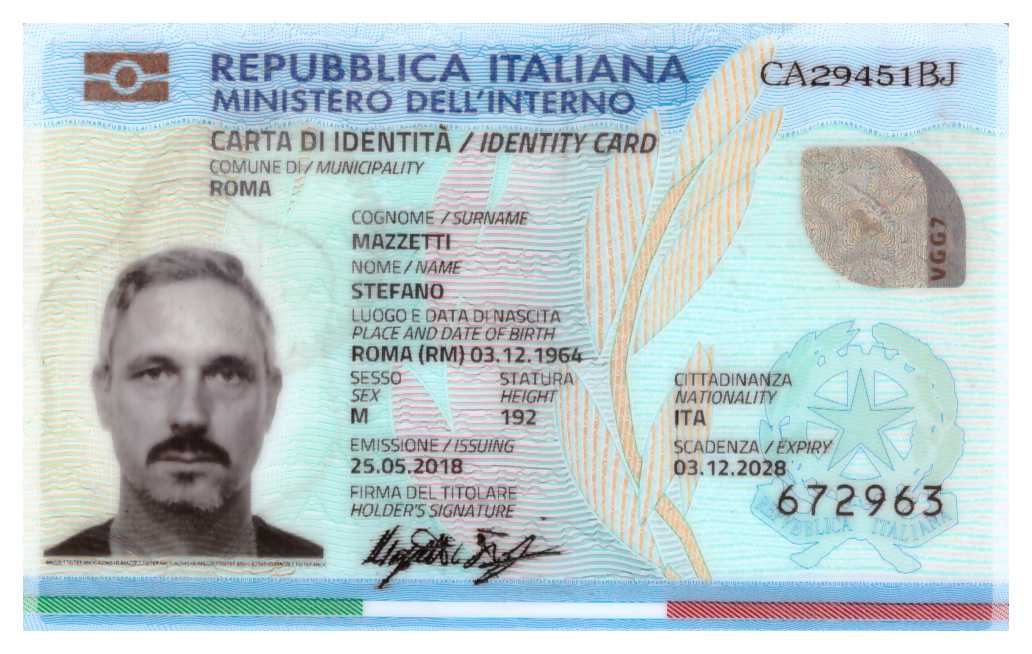 REPUBBLICA ITALIANA
MINISTERO DELL'INTERNO
CA29451BJ
CARTA DI IDENTITÀ / IDENTITY CARD
COMUNE DI / MUNICIPALITY
ROMA
VGG7
COGNOME / SURNAME
MAZZETTI
NOME / NAME
STEFANO
LUOGO E DATA DI NASCITA
PLACE AND DATE OF BIRTH
ROMA (RM) 03.12.1964
SESSO STATURA CITTADINANZA
SEX HEIGHT NATIONALITY
M 192 ITA
EMISSIONE / ISSUING SCADENZA / EXPIRY
25.05.2018 03.12.2028
672963
FIRMA DEL TITOLARE
HOLDER'S SIGNATURE
REPVBBLICA ITALIANA